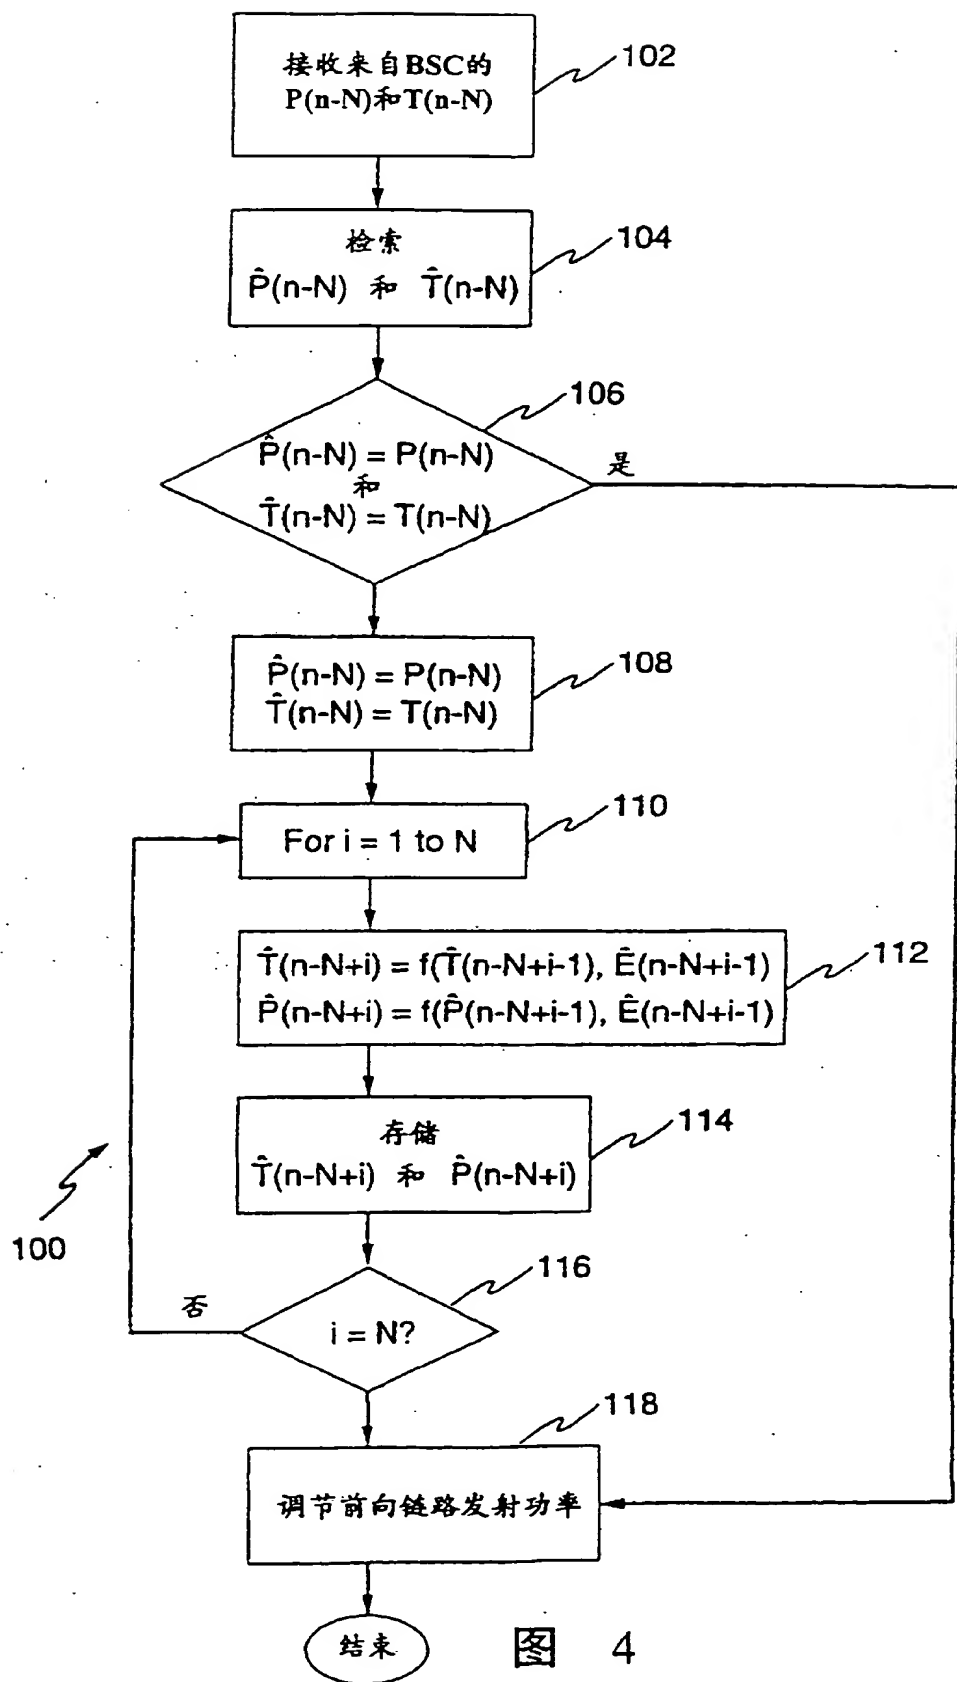 接收来自BSC的
P(n-N)和T(n-N)
102
检索
P̂(n-N) 和 T̂(n-N)
104
106
P̂(n-N) = P(n-N)
和
T̂(n-N) = T(n-N)
是
P̂(n-N) = P(n-N)
T̂(n-N) = T(n-N)
108
For i = 1 to N
110
T̂(n-N+i) = f(T̂(n-N+i-1), Ê(n-N+i-1)
P̂(n-N+i) = f(P̂(n-N+i-1), Ê(n-N+i-1)
112
存储
T̂(n-N+i) 和 P̂(n-N+i)
114
100
116
否
i = N?
118
调节前向链路发射功率
结束
图 4